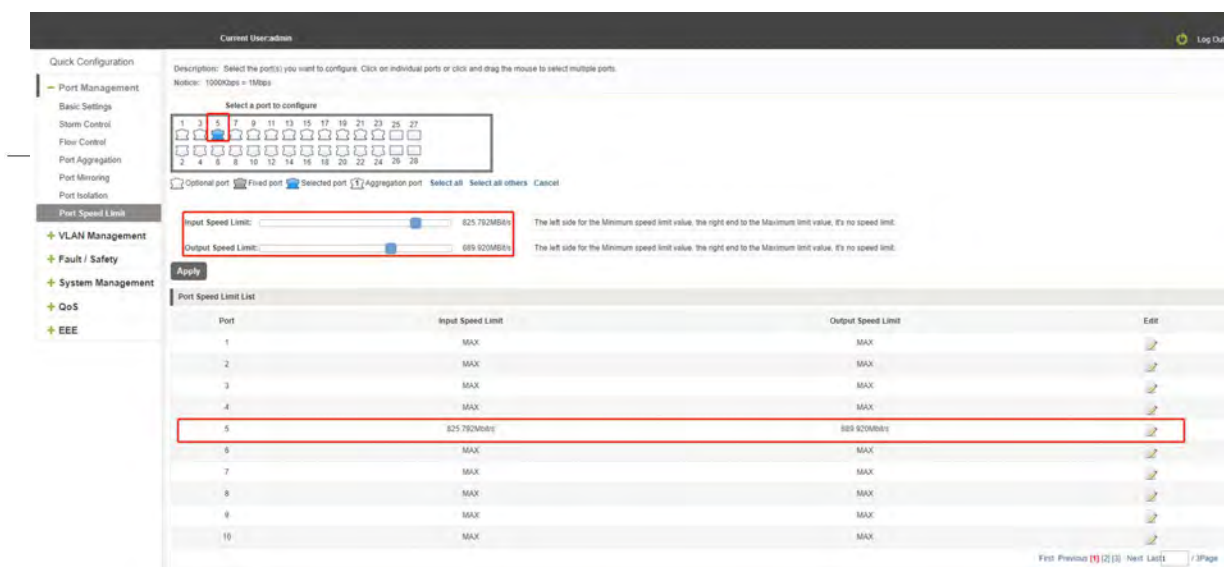 Current User:admin
Log Out
Quick Configuration
Port Management
Basic Settings
Storm Control
Flow Control
Port Aggregation
Port Mirroring
Port Isolation
Port Speed Limit
VLAN Management
Fault / Safety
System Management
QoS
EEE
Description: Select the port(s) you want to configure. Click on individual ports or click and drag the mouse to select multiple ports.
Notice: 1000Kbps = 1Mbps
Select a port to configure
1 3 5 7 9 11 13 15 17 19 21 23 25 27
2 4 6 8 10 12 14 16 18 20 22 24 26 28
Optional port Fixed port Selected port 1 Aggregation port Select all Select all others Cancel
Input Speed Limit: 825.792MBit/s The left side for the Minimum speed limit value, the right end to the Maximum limit value, it's no speed limit.
Output Speed Limit: 689.920MBit/s The left side for the Minimum speed limit value, the right end to the Maximum limit value, it's no speed limit.
Apply
Port Speed Limit List
Port Input Speed Limit Output Speed Limit Edit
1 MAX MAX
2 MAX MAX
3 MAX MAX
4 MAX MAX
5 825.792Mbit/s 689.920Mbit/s
6 MAX MAX
7 MAX MAX
8 MAX MAX
9 MAX MAX
10 MAX MAX
First Previous [1] [2] [3] Next Last 1 / 3Page